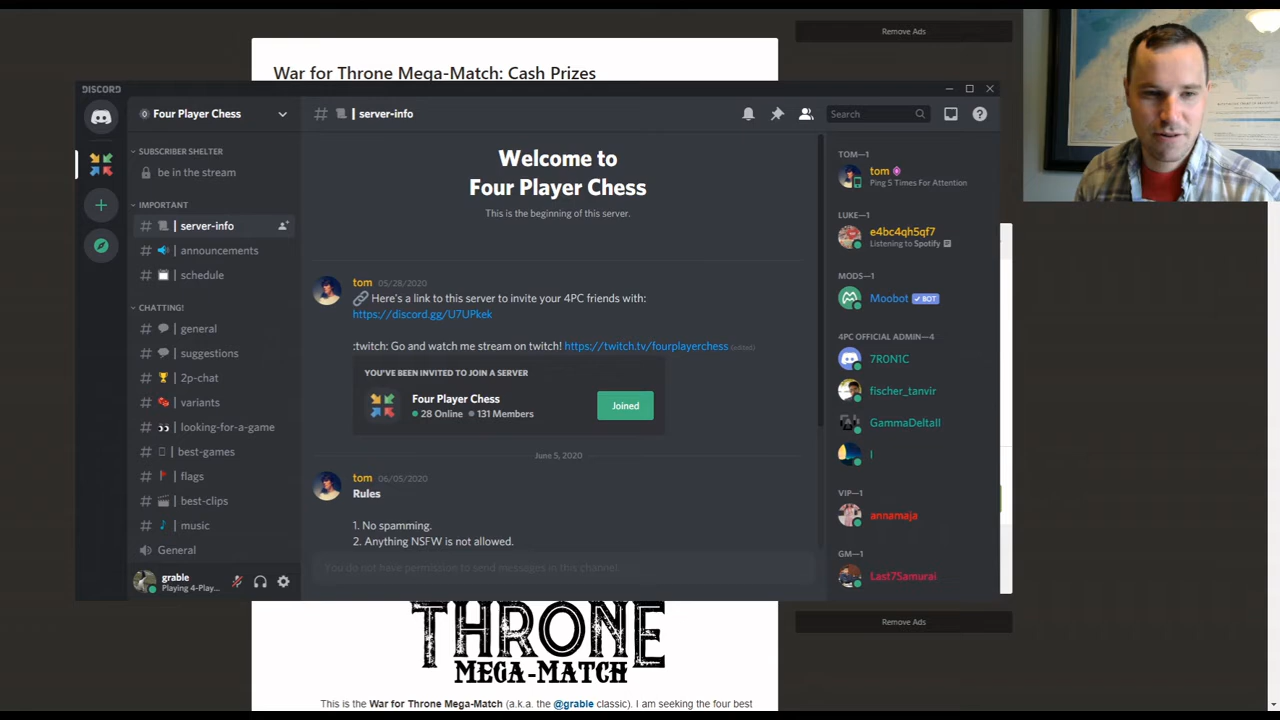 Remove Ads
War for Throne Mega-Match: Cash Prizes
DISCORD
Four Player Chess
SUBSCRIBER SHELTER
be in the stream
IMPORTANT
# | server-info
# | announcements
# | schedule
CHATTING!
# | general
# | suggestions
# | 2p-chat
# | variants
# | looking-for-a-game
# | best-games
# | flags
# | best-clips
# | music
General
grable
Playing 4-Play...
# | server-info
Search
Welcome to
Four Player Chess
This is the beginning of this server.
tom 05/28/2020
Here's a link to this server to invite your 4PC friends with:
https://discord.gg/U7UPkek
:twitch: Go and watch me stream on twitch! https://twitch.tv/fourplayerchess (edited)
YOU'VE BEEN INVITED TO JOIN A SERVER
Four Player Chess
28 Online 131 Members
Joined
June 5, 2020
tom 06/05/2020
Rules
1. No spamming.
2. Anything NSFW is not allowed.
You do not have permission to send messages in this channel
TOM—1
tom
Ping 5 Times For Attention
LUKE—1
e4bc4qh5qf7
Listening to Spotify
MODS—1
Moobot BOT
4PC OFFICIAL ADMIN—4
7R0N1C
fischer_tanvir
VIP—1
annamaja
GM—1
Last7Samurai
Remove Ads
THRONE
MEGA-MATCH
This is the War for Throne Mega-Match (a.k.a. the @grable classic). I am seeking the four best